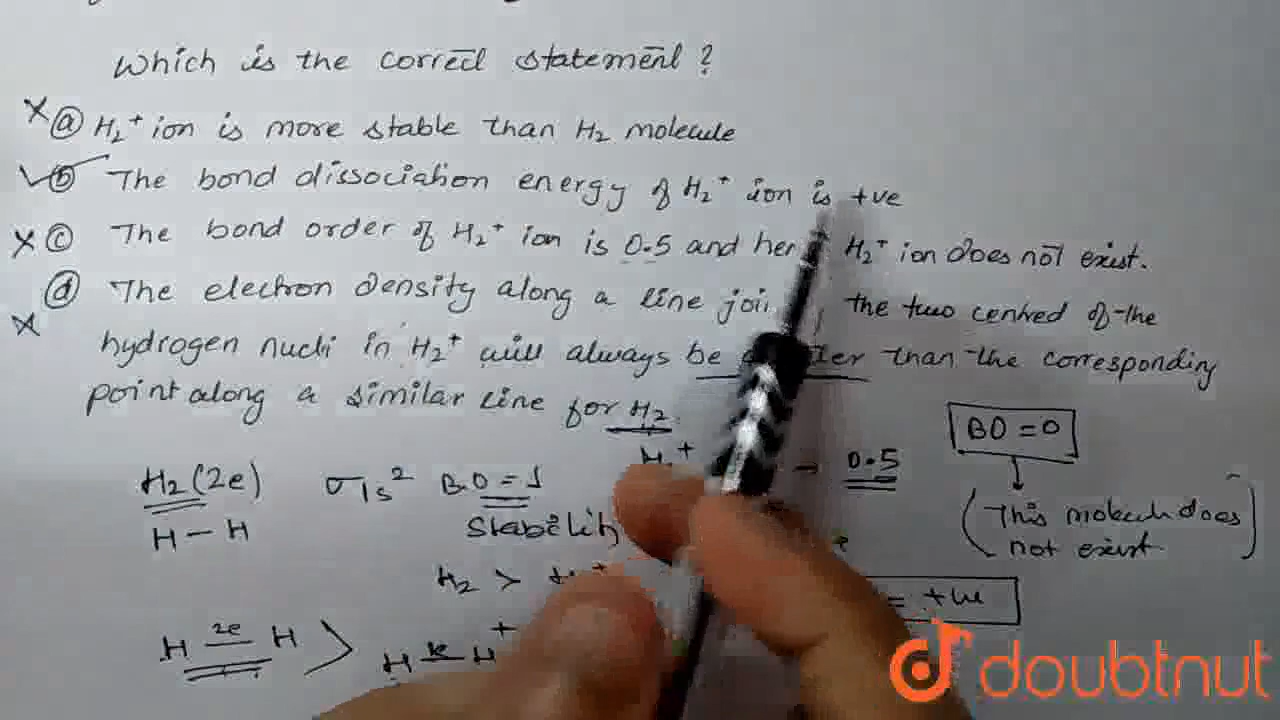 Which is the correct statement?
× ⓐ H₂⁺ ion is more stable than H₂ molecule
✓ ⓑ The bond dissociation energy of H₂⁺ ion is +ve
× ⓒ The bond order of H₂⁺ ion is 0.5 and H₂⁺ ion does not exist.
ⓓ The electron density along a line the two centred of the
× hydrogen nucli in H₂⁺ will always be than the corresponding
point along a similar line for H₂.
H₂(2e) σ1s² BO = 1 → 0.5 BO = 0
H – H Stability (This molecule does
not exist.)
H₂ >
= +ve
H 2e H > H H⁺
doubtnut